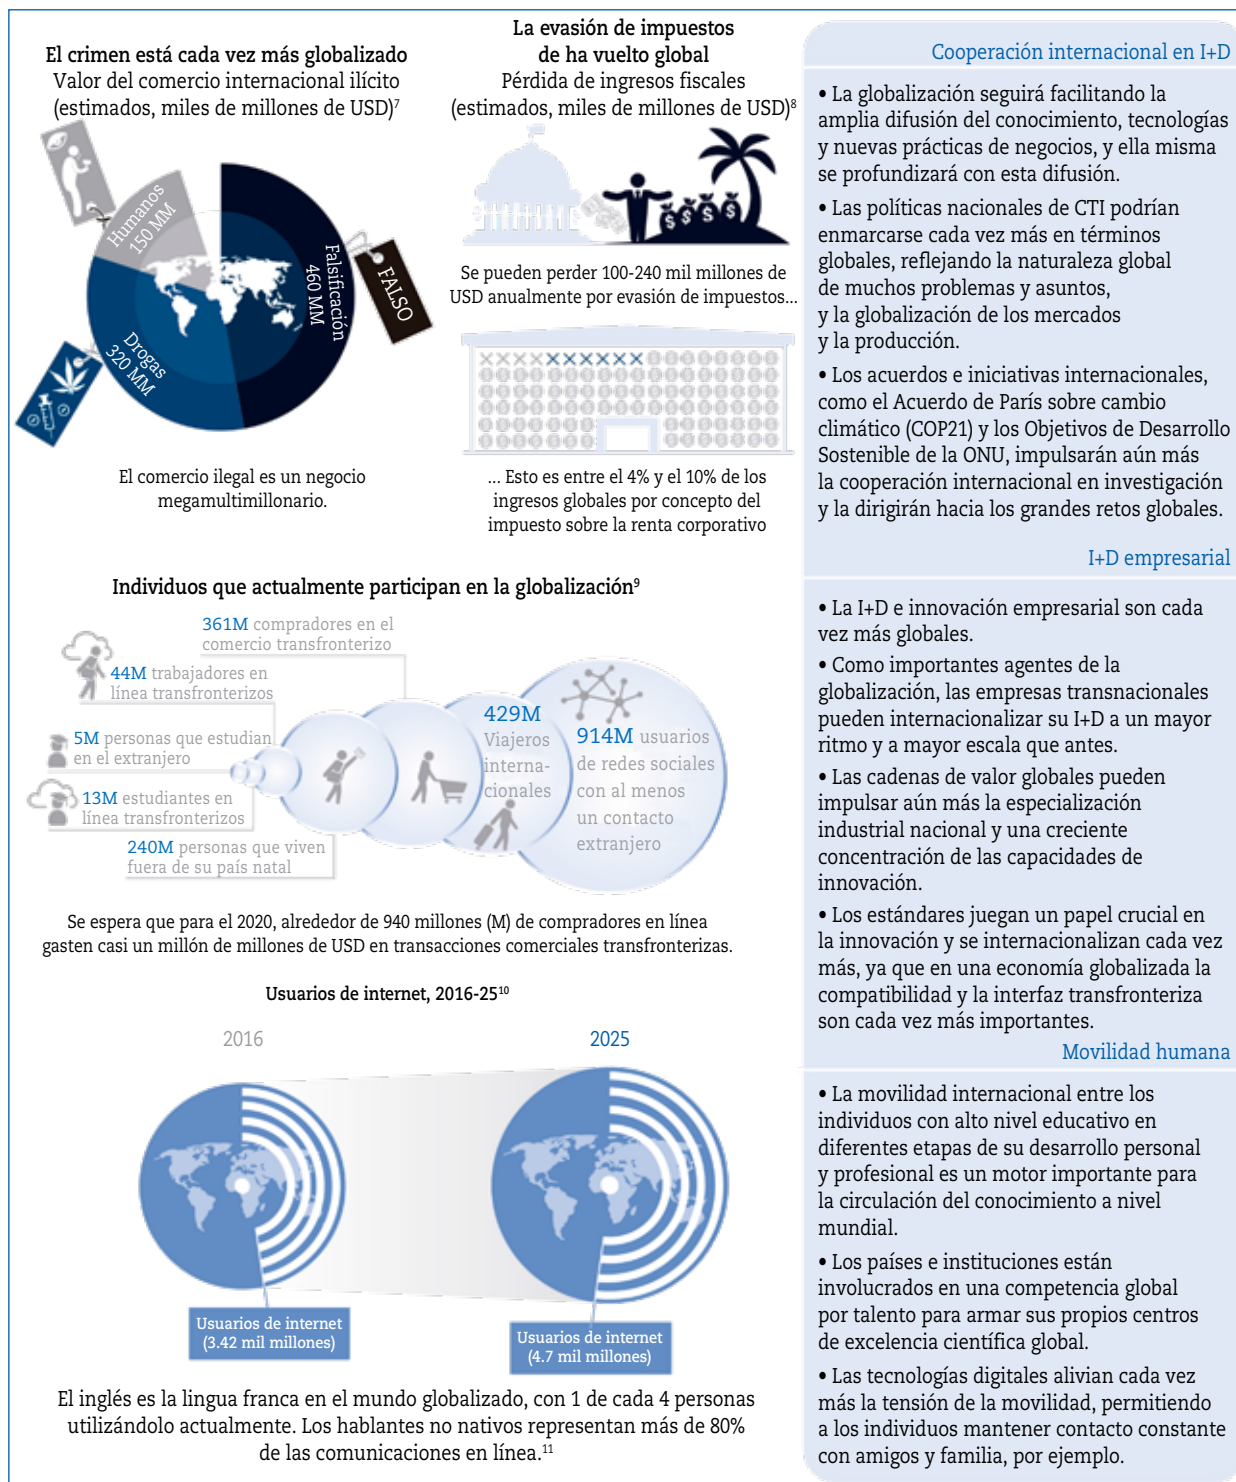 El crimen está cada vez más globalizado
Valor del comercio internacional ilícito
(estimados, miles de millones de USD)⁷
Humanos
150 MM
Falsificación
460 MM
FALSO
Drogas
320 MM
El comercio ilegal es un negocio
megamultimillonario.
La evasión de impuestos
de ha vuelto global
Pérdida de ingresos fiscales
(estimados, miles de millones de USD)⁸
Se pueden perder 100-240 mil millones de
USD anualmente por evasión de impuestos...
... Esto es entre el 4% y el 10% de los
ingresos globales por concepto del
impuesto sobre la renta corporativo
Individuos que actualmente participan en la globalización⁹
361M compradores en el
comercio transfronterizo
44M trabajadores en
línea transfronterizos
5M personas que estudian
en el extranjero
13M estudiantes en
línea transfronterizos
240M personas que viven
fuera de su país natal
429M
Viajeros
interna-
cionales
914M usuarios
de redes sociales
con al menos
un contacto
extranjero
Se espera que para el 2020, alrededor de 940 millones (M) de compradores en línea
gasten casi un millón de millones de USD en transacciones comerciales transfronterizas.
Usuarios de internet, 2016-25¹⁰
2016
2025
Usuarios de internet
(3.42 mil millones)
Usuarios de internet
(4.7 mil millones)
El inglés es la lingua franca en el mundo globalizado, con 1 de cada 4 personas
utilizándolo actualmente. Los hablantes no nativos representan más de 80%
de las comunicaciones en línea.¹¹
Cooperación internacional en I+D
• La globalización seguirá facilitando la
amplia difusión del conocimiento, tecnologías
y nuevas prácticas de negocios, y ella misma
se profundizará con esta difusión.
• Las políticas nacionales de CTI podrían
enmarcarse cada vez más en términos
globales, reflejando la naturaleza global
de muchos problemas y asuntos,
y la globalización de los mercados
y la producción.
• Los acuerdos e iniciativas internacionales,
como el Acuerdo de París sobre cambio
climático (COP21) y los Objetivos de Desarrollo
Sostenible de la ONU, impulsarán aún más
la cooperación internacional en investigación
y la dirigirán hacia los grandes retos globales.
I+D empresarial
• La I+D e innovación empresarial son cada
vez más globales.
• Como importantes agentes de la
globalización, las empresas transnacionales
pueden internacionalizar su I+D a un mayor
ritmo y a mayor escala que antes.
• Las cadenas de valor globales pueden
impulsar aún más la especialización
industrial nacional y una creciente
concentración de las capacidades de
innovación.
• Los estándares juegan un papel crucial en
la innovación y se internacionalizan cada vez
más, ya que en una economía globalizada la
compatibilidad y la interfaz transfronteriza
son cada vez más importantes.
Movilidad humana
• La movilidad internacional entre los
individuos con alto nivel educativo en
diferentes etapas de su desarrollo personal
y profesional es un motor importante para
la circulación del conocimiento a nivel
mundial.
• Los países e instituciones están
involucrados en una competencia global
por talento para armar sus propios centros
de excelencia científica global.
• Las tecnologías digitales alivian cada vez
más la tensión de la movilidad, permitiendo
a los individuos mantener contacto constante
con amigos y familia, por ejemplo.